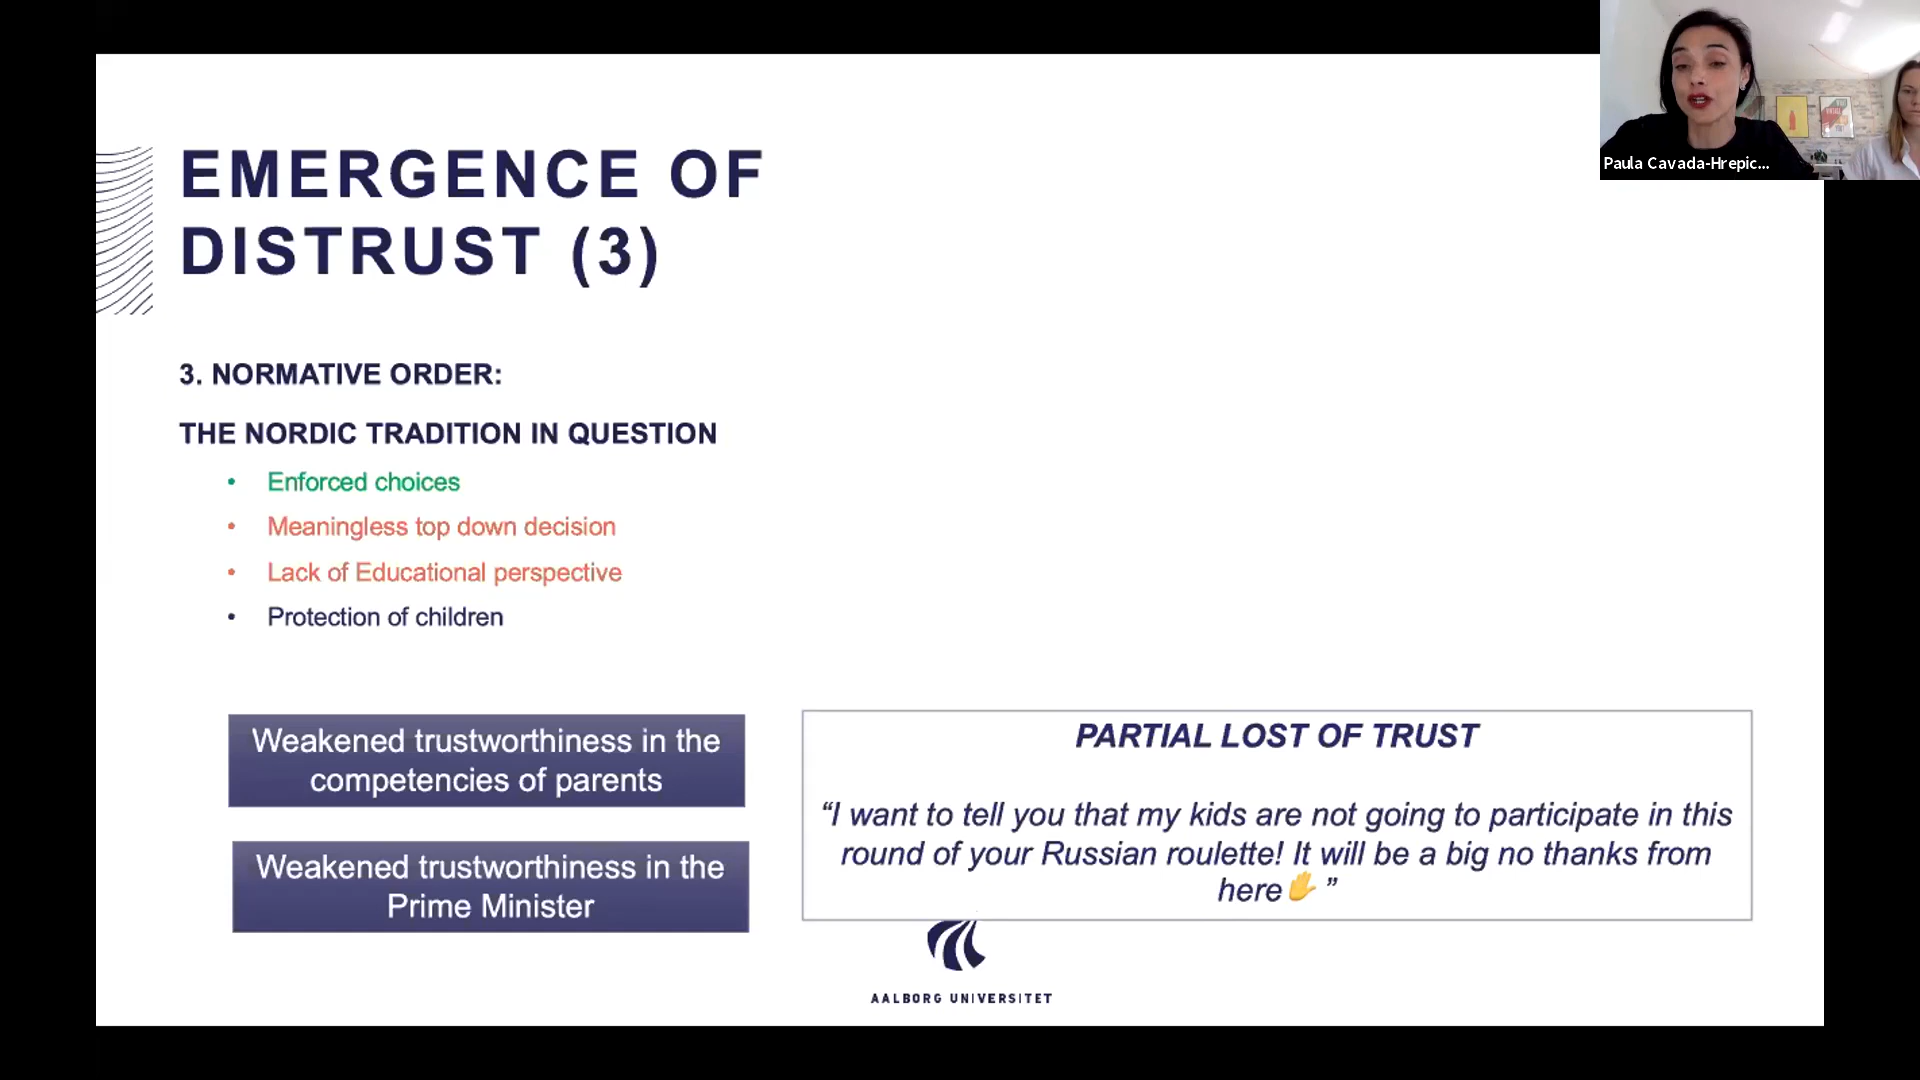 EMERGENCE OF
DISTRUST (3)
3. NORMATIVE ORDER:
THE NORDIC TRADITION IN QUESTION
• Enforced choices
• Meaningless top down decision
• Lack of Educational perspective
• Protection of children
Weakened trustworthiness in the
competencies of parents
Weakened trustworthiness in the
Prime Minister
PARTIAL LOST OF TRUST
“I want to tell you that my kids are not going to participate in this
round of your Russian roulette! It will be a big no thanks from
here✋ ”
AALBORG UNIVERSITET
Paula Cavada-Hrepic...